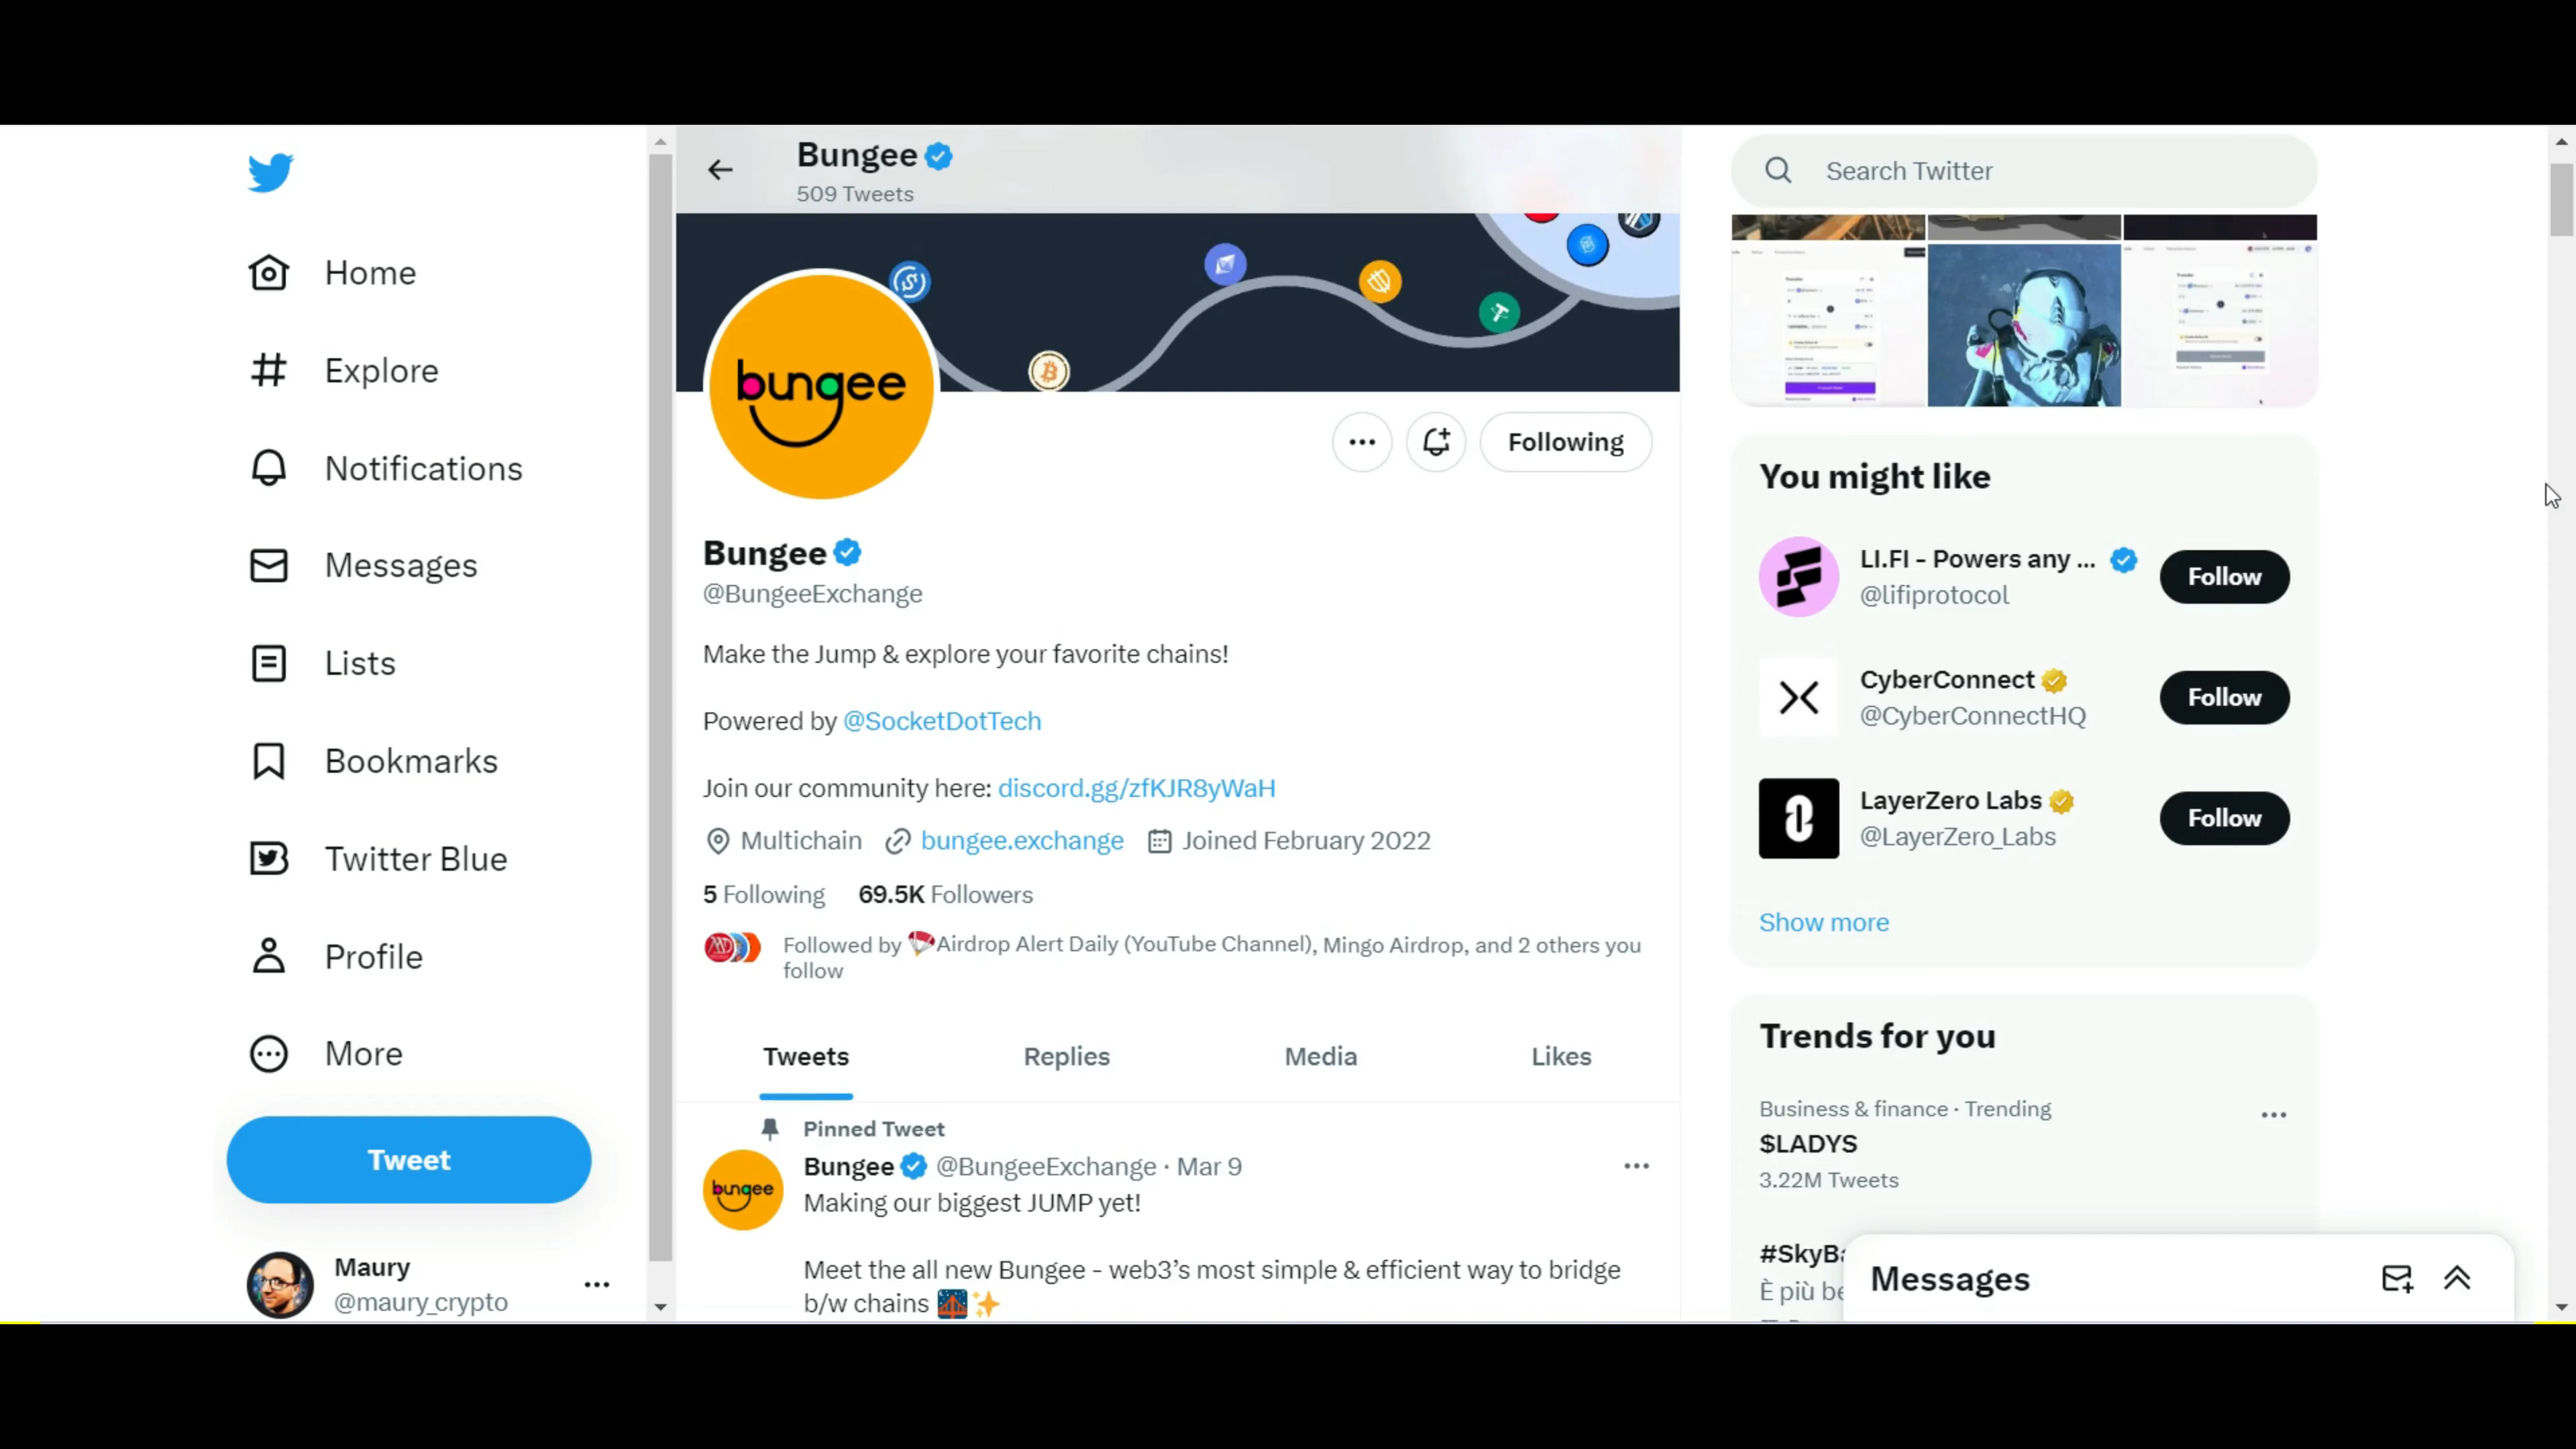 Home
Explore
Notifications
Messages
Lists
Bookmarks
Twitter Blue
Profile
More
Tweet
Maury
@maury_crypto
Bungee
509 Tweets
bungee
Following
Bungee
@BungeeExchange
Make the Jump & explore your favorite chains!
Powered by @SocketDotTech
Join our community here: discord.gg/zfKJR8yWaH
Multichain bungee.exchange Joined February 2022
5 Following 69.5K Followers
Followed by Airdrop Alert Daily (YouTube Channel), Mingo Airdrop, and 2 others you
follow
Tweets Replies Media Likes
Pinned Tweet
Bungee @BungeeExchange · Mar 9
bungee
Making our biggest JUMP yet!
Meet the all new Bungee - web3’s most simple & efficient way to bridge
b/w chains
Search Twitter
You might like
LI.FI - Powers any ...
@lifiprotocol
Follow
CyberConnect
@CyberConnectHQ
Follow
LayerZero Labs
@LayerZero_Labs
Follow
Show more
Trends for you
Business & finance · Trending
$LADYS
3.22M Tweets
È più
Messages